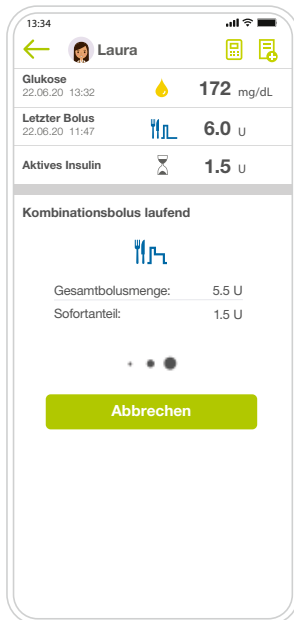 13:34
Laura
Glukose
22.06.20 13:32
172 mg/dL
Letzter Bolus
22.06.20 11:47
6.0 U
Aktives Insulin
1.5 U
Kombinationsbolus laufend
Gesamtbolusmenge: 5.5 U
Sofortanteil: 1.5 U
Abbrechen